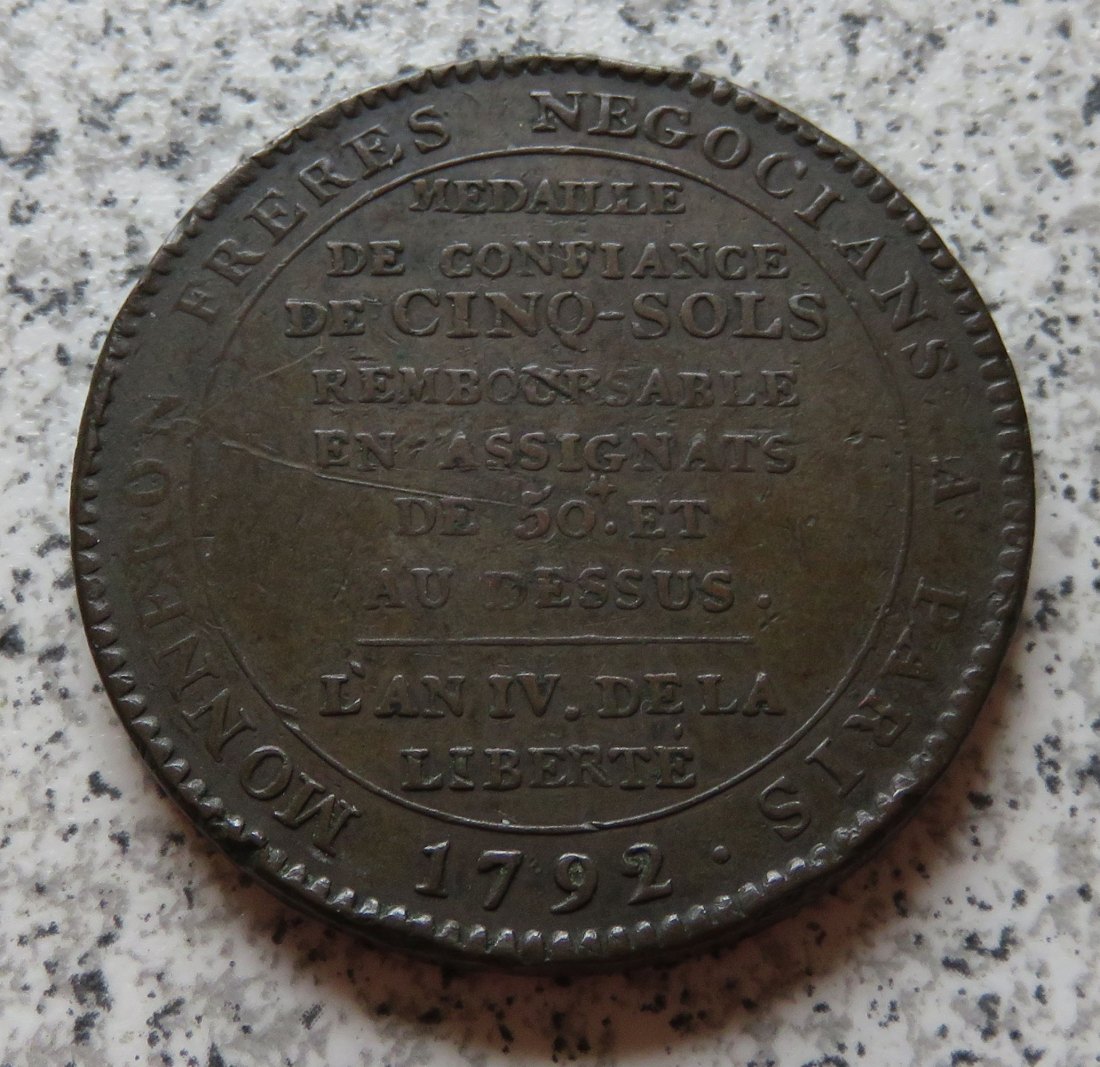 MONNERON FRERES NEGOCIANS A PARIS
1792.
MEDAILLE
DE CONFIANCE
DE CINQ-SOLS
REMBOURSABLE
EN ASSIGNATS
DE 50.₶ ET
AU DESSUS.
L'AN IV. DE LA
LIBERTÉ